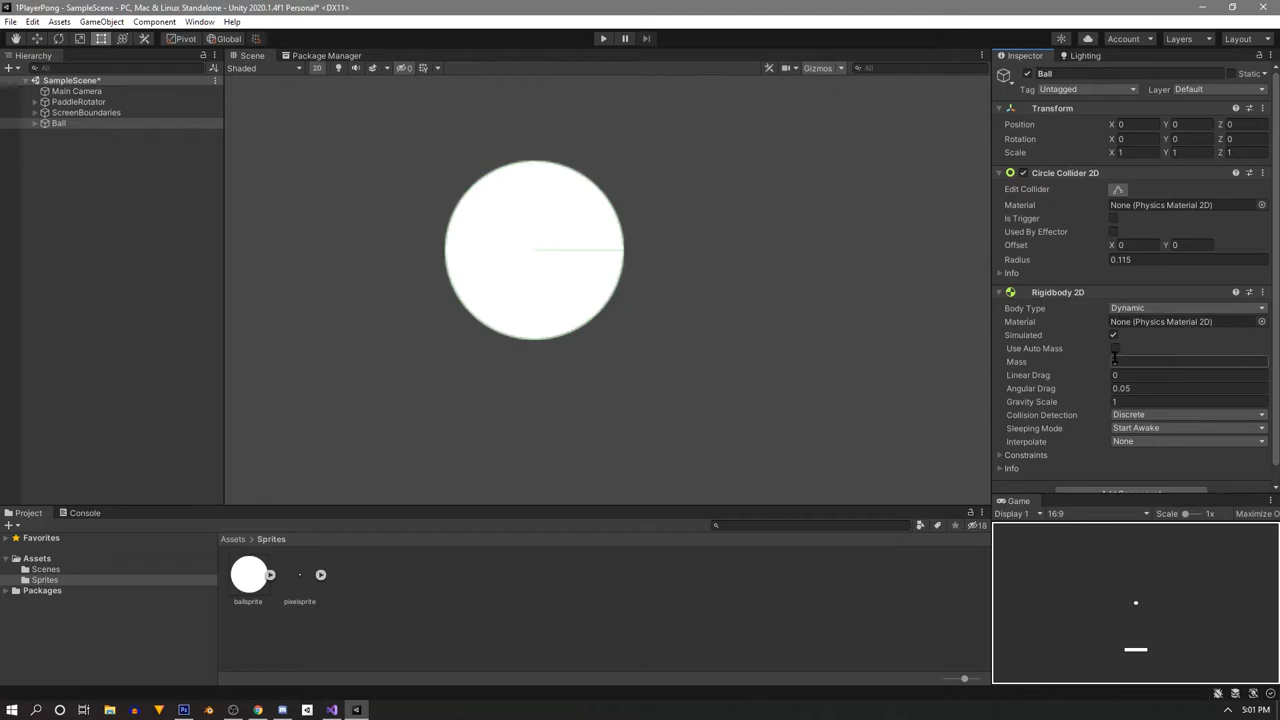 1PlayerPong - SampleScene - PC, Mac & Linux Standalone - Unity 2020.1.4f1 Personal* <DX11>
File Edit Assets GameObject Component Window Help
Pivot Global Account Layers Layout
Hierarchy Scene Package Manager Inspector Lighting
All Shaded 2D 0 Gizmos All
SampleScene*
Main Camera
PaddleRotator
ScreenBoundaries
Ball
Ball Static
Tag Untagged Layer Default
Transform
Position X 0 Y 0 Z 0
Rotation X 0 Y 0 Z 0
Scale X 1 Y 1 Z 1
Circle Collider 2D
Edit Collider
Material None (Physics Material 2D)
Is Trigger
Used By Effector
Offset X 0 Y 0
Radius 0.115
Info
Rigidbody 2D
Body Type Dynamic
Material None (Physics Material 2D)
Simulated
Use Auto Mass
Mass
Linear Drag 0
Angular Drag 0.05
Gravity Scale 1
Collision Detection Discrete
Sleeping Mode Start Awake
Interpolate None
Constraints
Info
Add Component
Game
Display 1 16:9 Scale 1x Maximize O
Project Console
18
Favorites
Assets
Scenes
Sprites
Packages
Assets > Sprites
ballsprite pixelsprite
5:01 PM